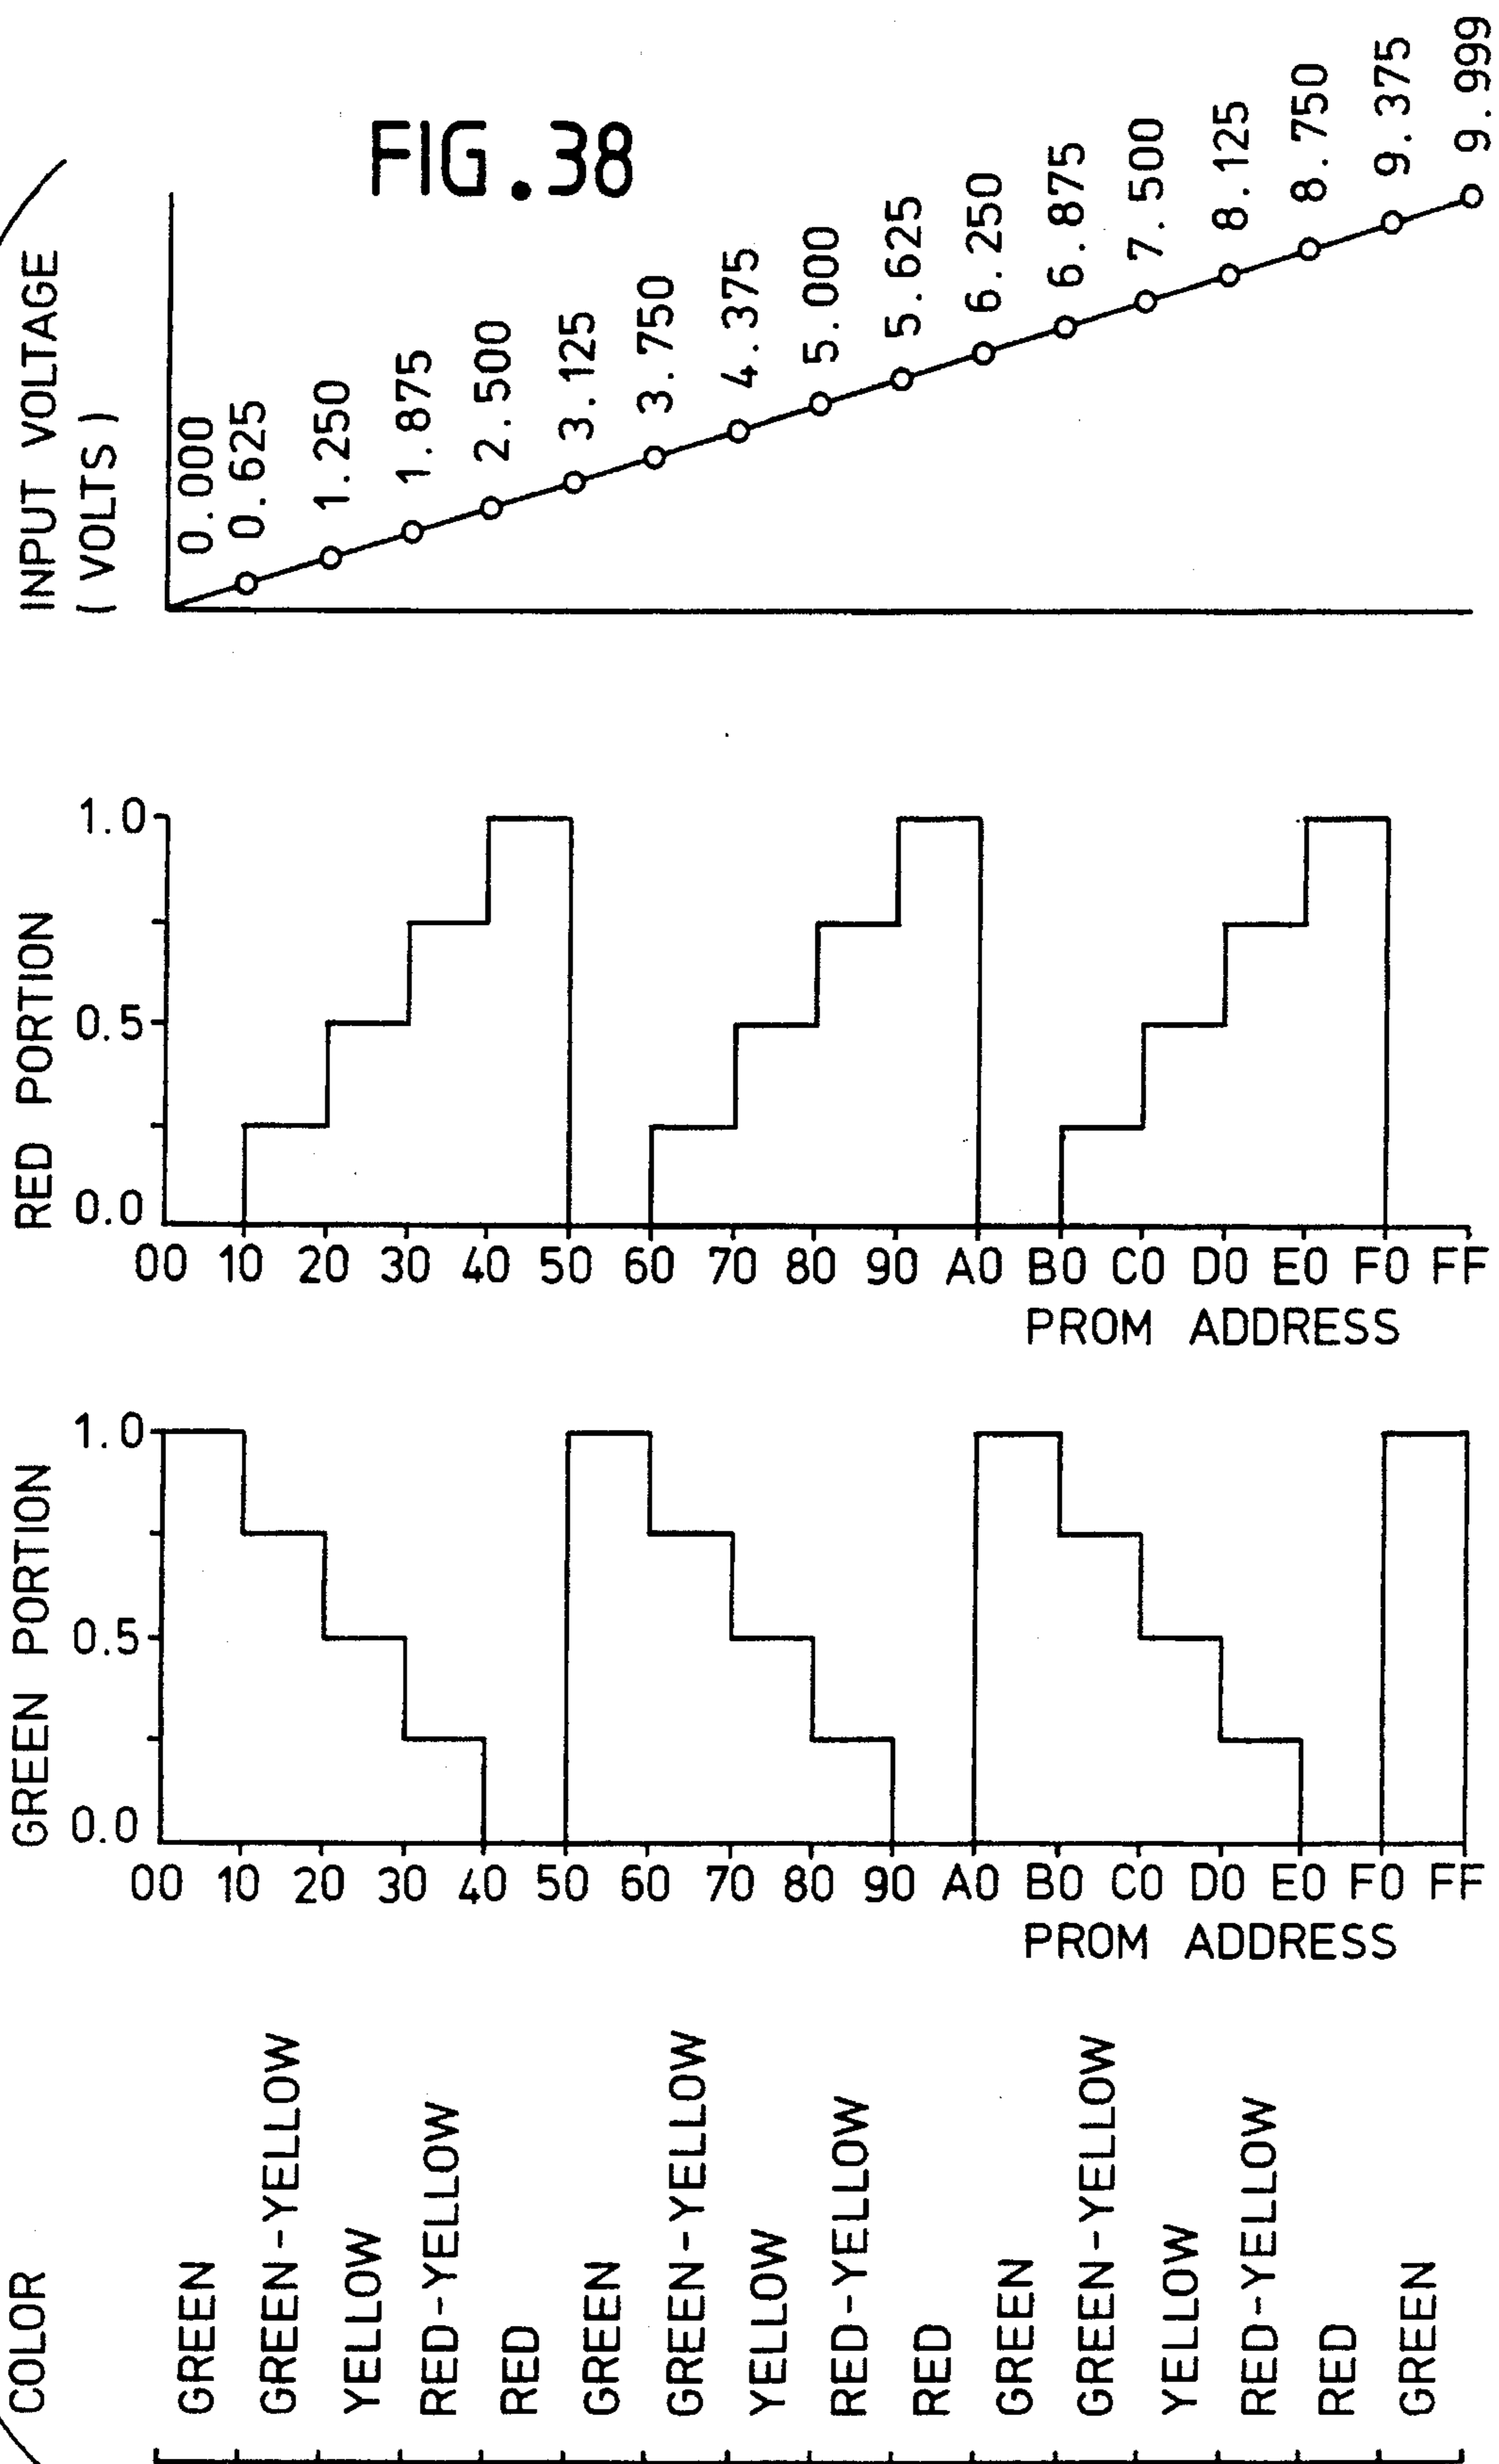 FIG.38
INPUT VOLTAGE
(VOLTS)
0.000
0.625
1.250
1.875
2.500
3.125
3.750
4.375
5.000
5.625
6.250
6.875
7.500
8.125
8.750
9.375
9.999
RED PORTION
1.0
0.5
0.0
00 10 20 30 40 50 60 70 80 90 A0 B0 C0 D0 E0 F0 FF
PROM ADDRESS
GREEN PORTION
1.0
0.5
0.0
00 10 20 30 40 50 60 70 80 90 A0 B0 C0 D0 E0 F0 FF
PROM ADDRESS
COLOR
GREEN
GREEN-YELLOW
YELLOW
RED-YELLOW
RED
GREEN
GREEN-YELLOW
YELLOW
RED-YELLOW
RED
GREEN
GREEN-YELLOW
YELLOW
RED-YELLOW
RED
GREEN